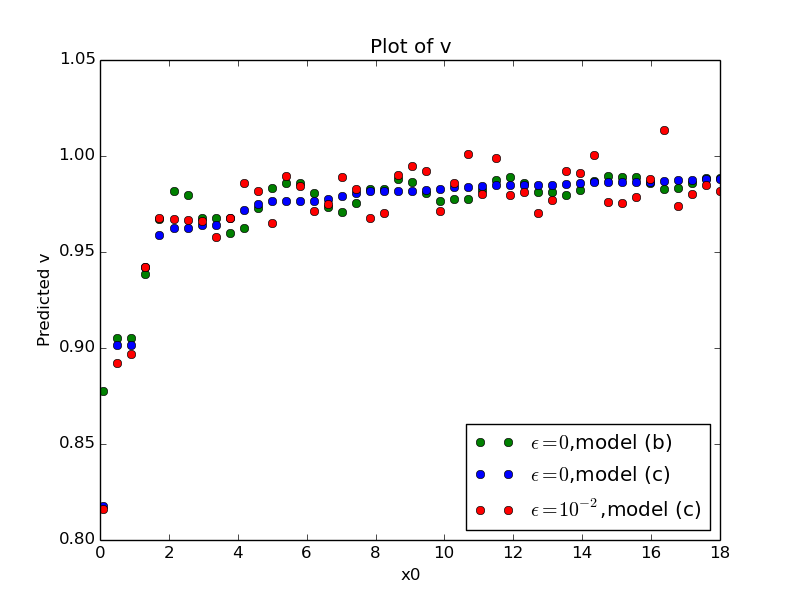 Plot of v
1.05
1.00
0.95
0.90
0.85
0.80
Predicted v
0 2 4 6 8 10 12 14 16 18
x0
ϵ=0,model (b)
ϵ=0,model (c)
ϵ=10⁻²,model (c)